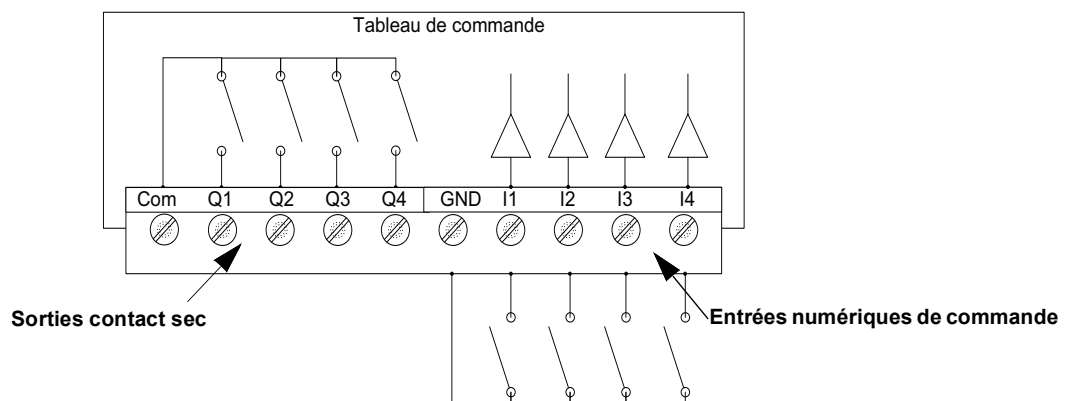 Tableau de commande
Com Q1 Q2 Q3 Q4 GND I1 I2 I3 I4
Sorties contact sec
Entrées numériques de commande